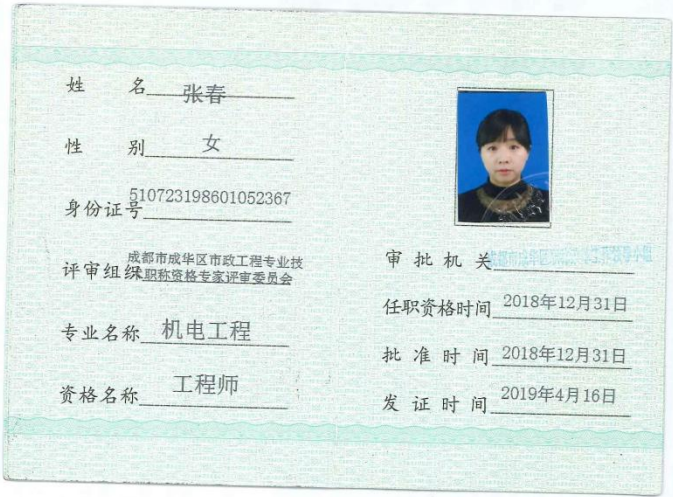 姓 名 张春
性 别 女
身份证号 510723198601052367
评审组织 成都市成华区市政工程专业技
术职称资格专家评审委员会
专业名称 机电工程
资格名称 工程师
审 批 机 关
任职资格时间 2018年12月31日
批 准 时 间 2018年12月31日
发 证 时 间 2019年4月16日